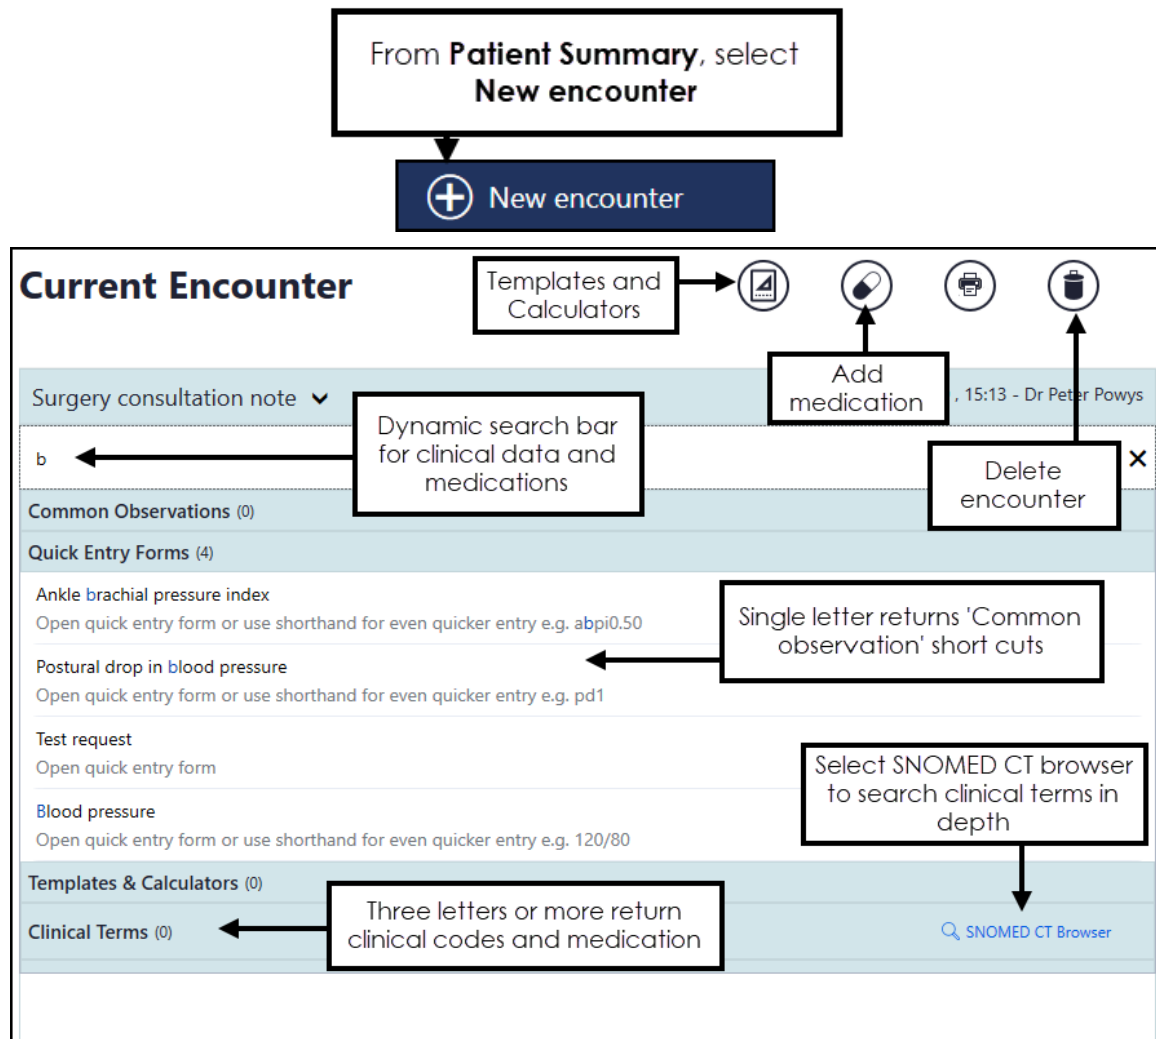 From Patient Summary, select
New encounter
New encounter
Current Encounter
Templates and
Calculators
Add
medication
Surgery consultation note
, 15:13 - Dr Peter Powys
Dynamic search bar
for clinical data and
medications
b
Delete
encounter
Common Observations (0)
Quick Entry Forms (4)
Ankle brachial pressure index
Open quick entry form or use shorthand for even quicker entry e.g. abpi0.50
Single letter returns 'Common
observation' short cuts
Postural drop in blood pressure
Open quick entry form or use shorthand for even quicker entry e.g. pd1
Test request
Open quick entry form
Select SNOMED CT browser
to search clinical terms in
depth
Blood pressure
Open quick entry form or use shorthand for even quicker entry e.g. 120/80
Templates & Calculators (0)
Three letters or more return
clinical codes and medication
Clinical Terms (0)
SNOMED CT Browser